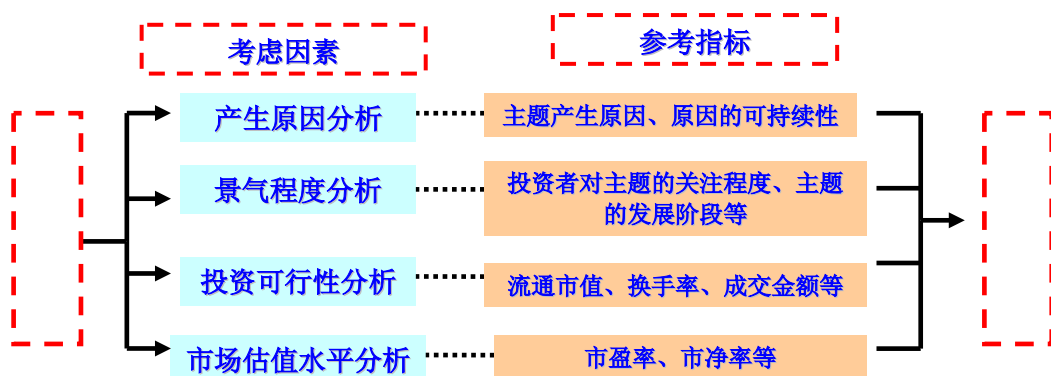 考虑因素
参考指标
产生原因分析
主题产生原因、原因的可持续性
景气程度分析
投资者对主题的关注程度、主题
的发展阶段等
投资可行性分析
流通市值、换手率、成交金额等
市场估值水平分析
市盈率、市净率等